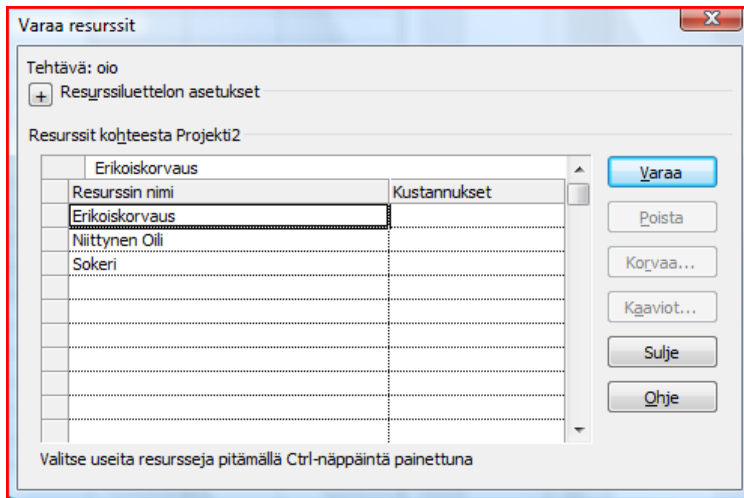 Varaa resurssit
Tehtävä: oio
+ Resurssiluettelon asetukset
Resurssit kohteesta Projekti2
Erikoiskorvaus
Resurssin nimi Kustannukset
Erikoiskorvaus
Niittynen Oili
Sokeri
Varaa
Poista
Korvaa...
Kaaviot...
Sulje
Ohje
Valitse useita resursseja pitämällä Ctrl-näppäintä painettuna